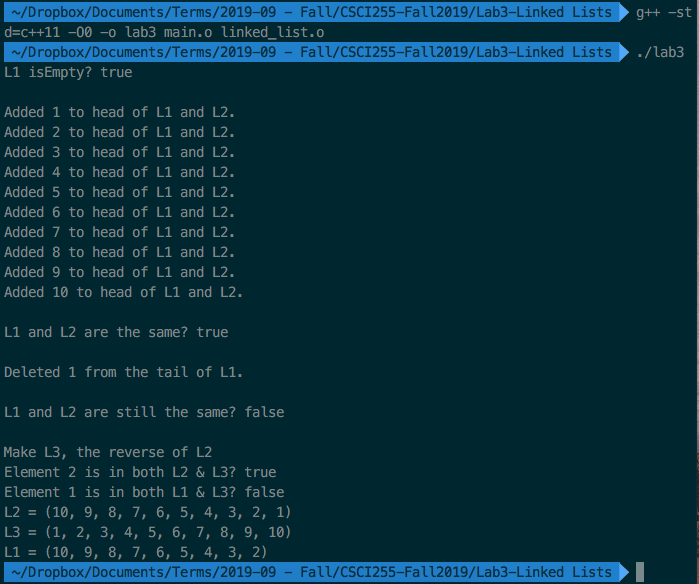 ~/Dropbox/Documents/Terms/2019-09 - Fall/CSCI255-Fall2019/Lab3-Linked Lists g++ -st
d=c++11 -O0 -o lab3 main.o linked_list.o
~/Dropbox/Documents/Terms/2019-09 - Fall/CSCI255-Fall2019/Lab3-Linked Lists ./lab3
L1 isEmpty? true
Added 1 to head of L1 and L2.
Added 2 to head of L1 and L2.
Added 3 to head of L1 and L2.
Added 4 to head of L1 and L2.
Added 5 to head of L1 and L2.
Added 6 to head of L1 and L2.
Added 7 to head of L1 and L2.
Added 8 to head of L1 and L2.
Added 9 to head of L1 and L2.
Added 10 to head of L1 and L2.
L1 and L2 are the same? true
Deleted 1 from the tail of L1.
L1 and L2 are still the same? false
Make L3, the reverse of L2
Element 2 is in both L2 & L3? true
Element 1 is in both L1 & L3? false
L2 = (10, 9, 8, 7, 6, 5, 4, 3, 2, 1)
L3 = (1, 2, 3, 4, 5, 6, 7, 8, 9, 10)
L1 = (10, 9, 8, 7, 6, 5, 4, 3, 2)
~/Dropbox/Documents/Terms/2019-09 - Fall/CSCI255-Fall2019/Lab3-Linked Lists